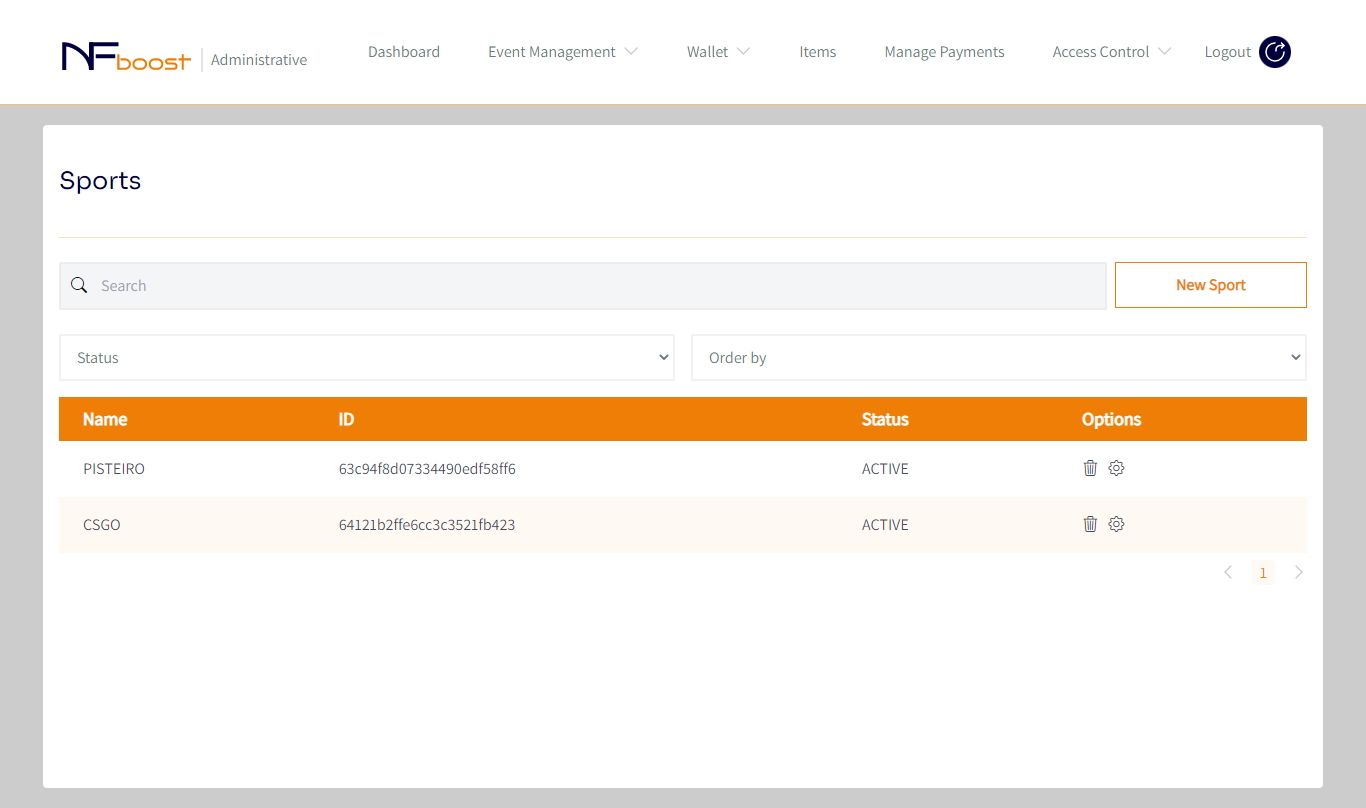 NFboost Administrative Dashboard Event Management Wallet Items Manage Payments Access Control Logout
Sports
Search New Sport
Status Order by
Name ID Status Options
PISTEIRO 63c94f8d07334490edf58ff6 ACTIVE
CSGO 64121b2ffe6cc3c3521fb423 ACTIVE
1